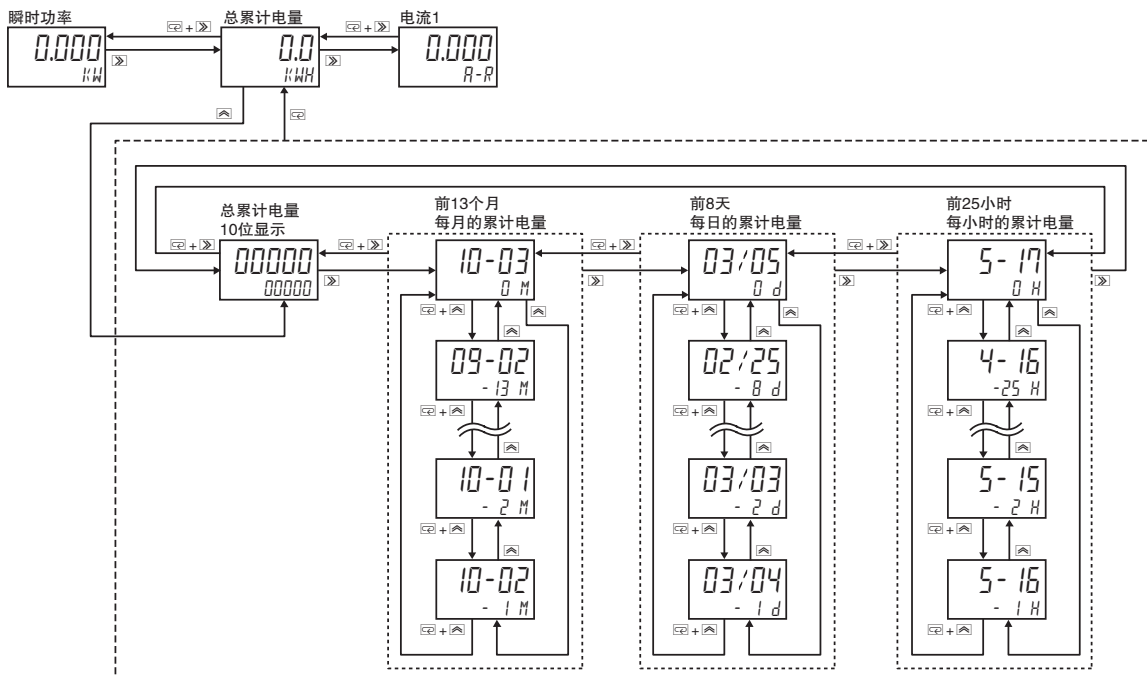 瞬时功率
总累计电量
电流1
0.000
KW
0.0
KWH
0.000
A-R
+
+
总累计电量
10位显示
00000
00000
前13个月
每月的累计电量
前8天
每日的累计电量
前25小时
每小时的累计电量
+
+
+
+
10-03
0 M
+
09-02
-13 M
+
10-01
- 2 M
+
10-02
- 1 M
+
03/05
0 d
+
02/25
- 8 d
+
03/03
- 2 d
+
03/04
- 1 d
+
5-17
0 H
+
4-16
-25 H
+
5-15
- 2 H
+
5-16
- 1 H
+